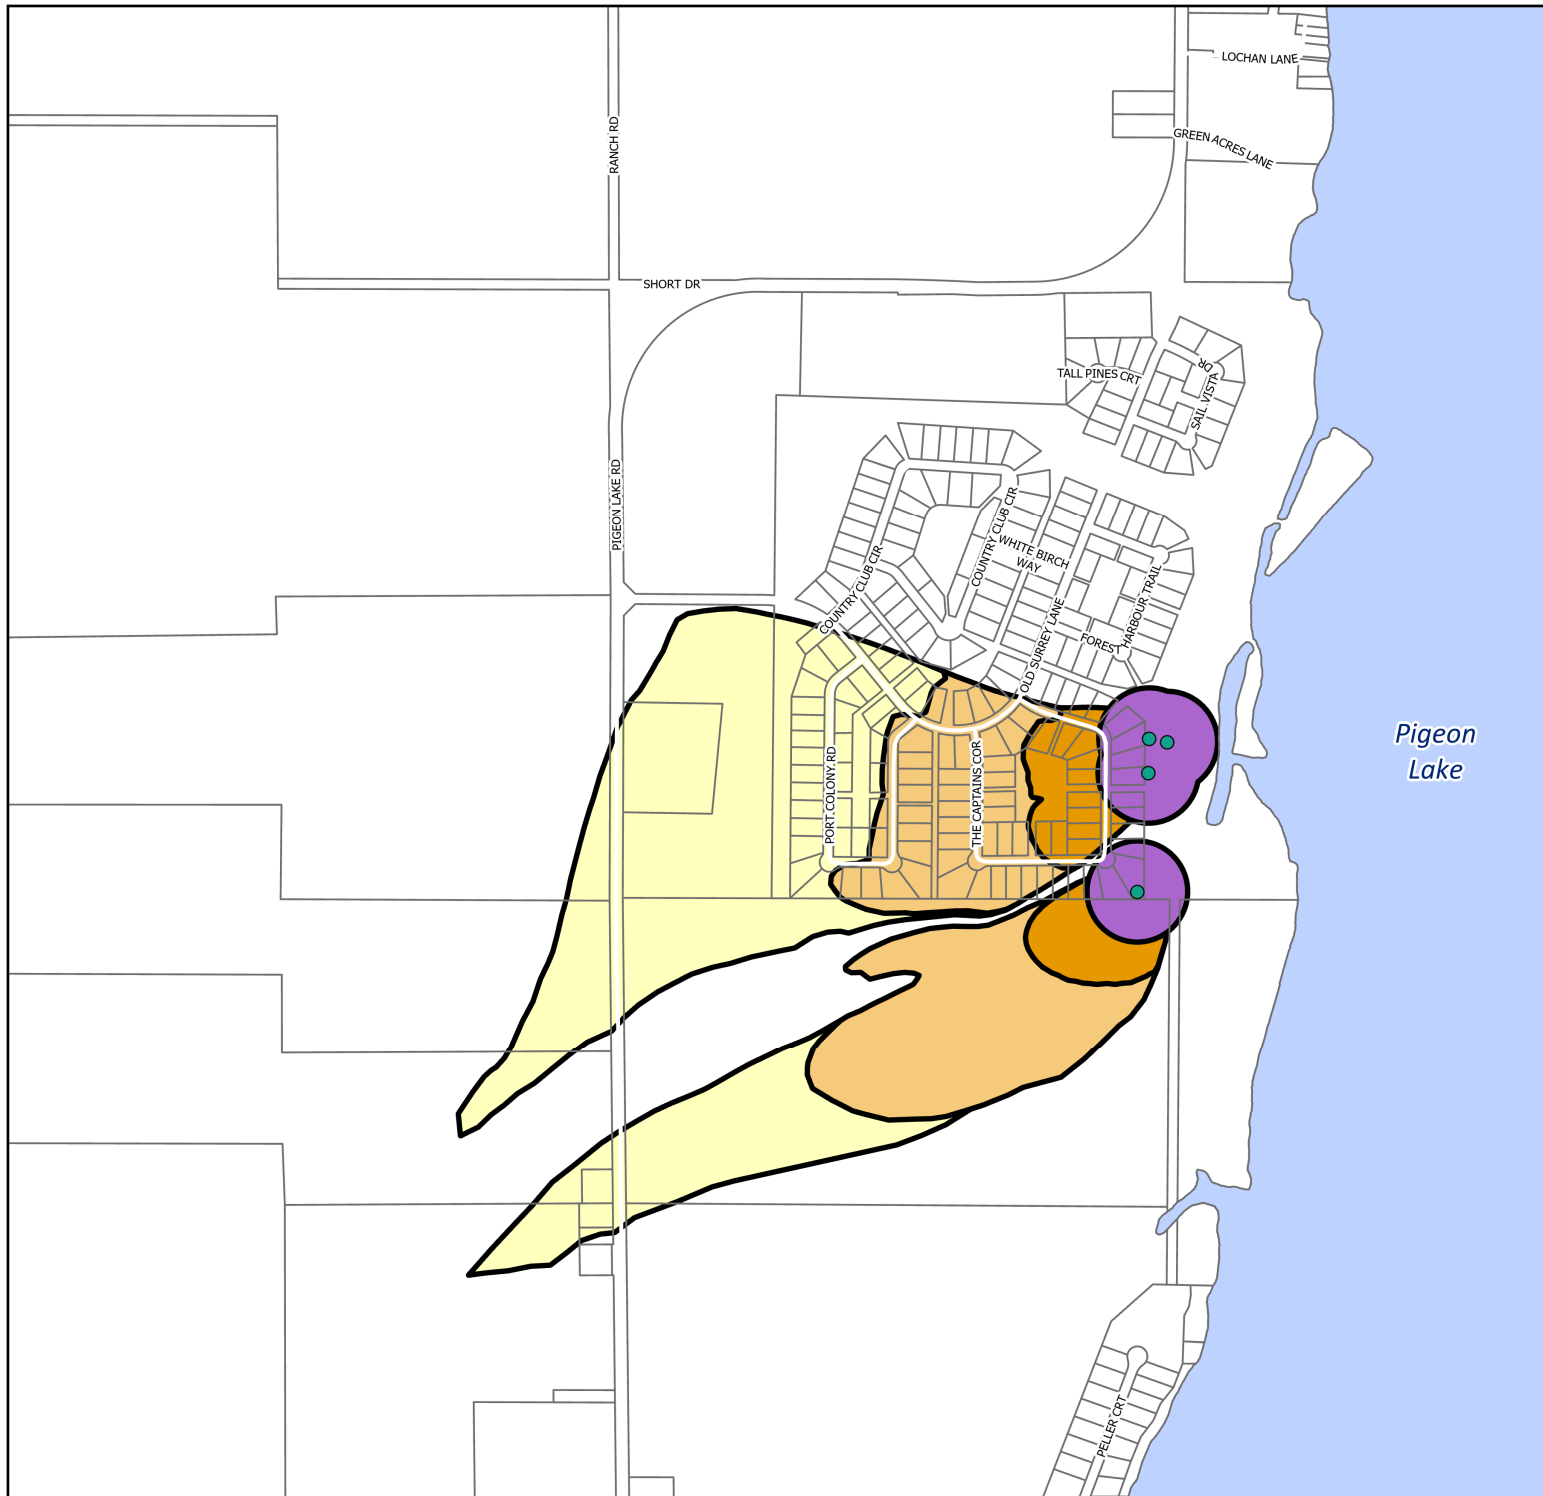 LOCHAN LANE
GREEN ACRES LANE
RANCH RD
SHORT DR
TALL PINES CRT
SAIL VISTA
DR
PIGEON LAKE RD
COUNTRY CLUB CIR
COUNTRY CLUB CIR
WHITE BIRCH
WAY
OLD SURREY LANE
HARBOUR TRAIL
FOREST
PORT COLONY RD
THE CAPTAINS COR
Pigeon
Lake
PELLER CRT